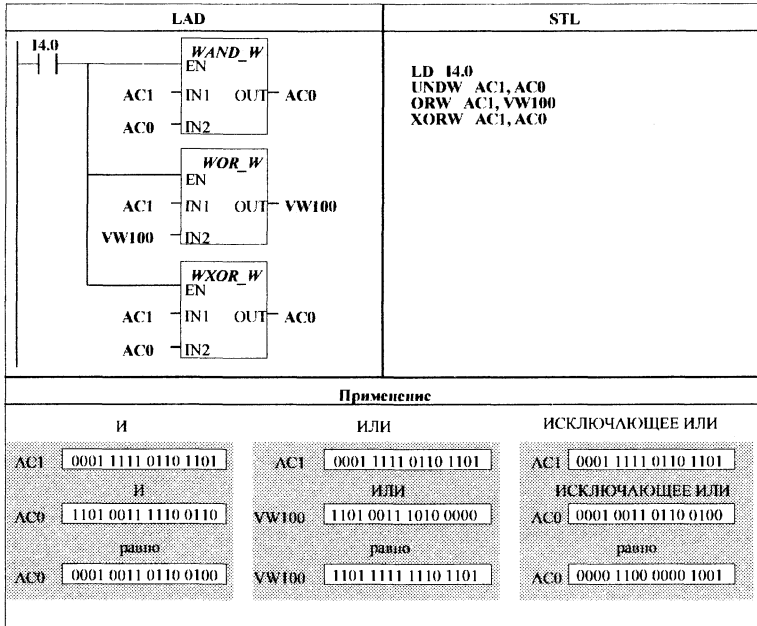 LAD
STL
I4.0
WAND_W
EN
AC1 IN1 OUT AC0
AC0 IN2
WOR_W
EN
AC1 IN1 OUT VW100
VW100 IN2
WXOR_W
EN
AC1 IN1 OUT AC0
AC0 IN2
LD I4.0
UNDW AC1, AC0
ORW AC1, VW100
XORW AC1, AC0
Применение
И
AC1 0001 1111 0110 1101
И
AC0 1101 0011 1110 0110
равно
AC0 0001 0011 0110 0100
ИЛИ
AC1 0001 1111 0110 1101
ИЛИ
VW100 1101 0011 1010 0000
равно
VW100 1101 1111 1110 1101
ИСКЛЮЧАЮЩЕЕ ИЛИ
AC1 0001 1111 0110 1101
ИСКЛЮЧАЮЩЕЕ ИЛИ
AC0 0001 0011 0110 0100
равно
AC0 0000 1100 0000 1001